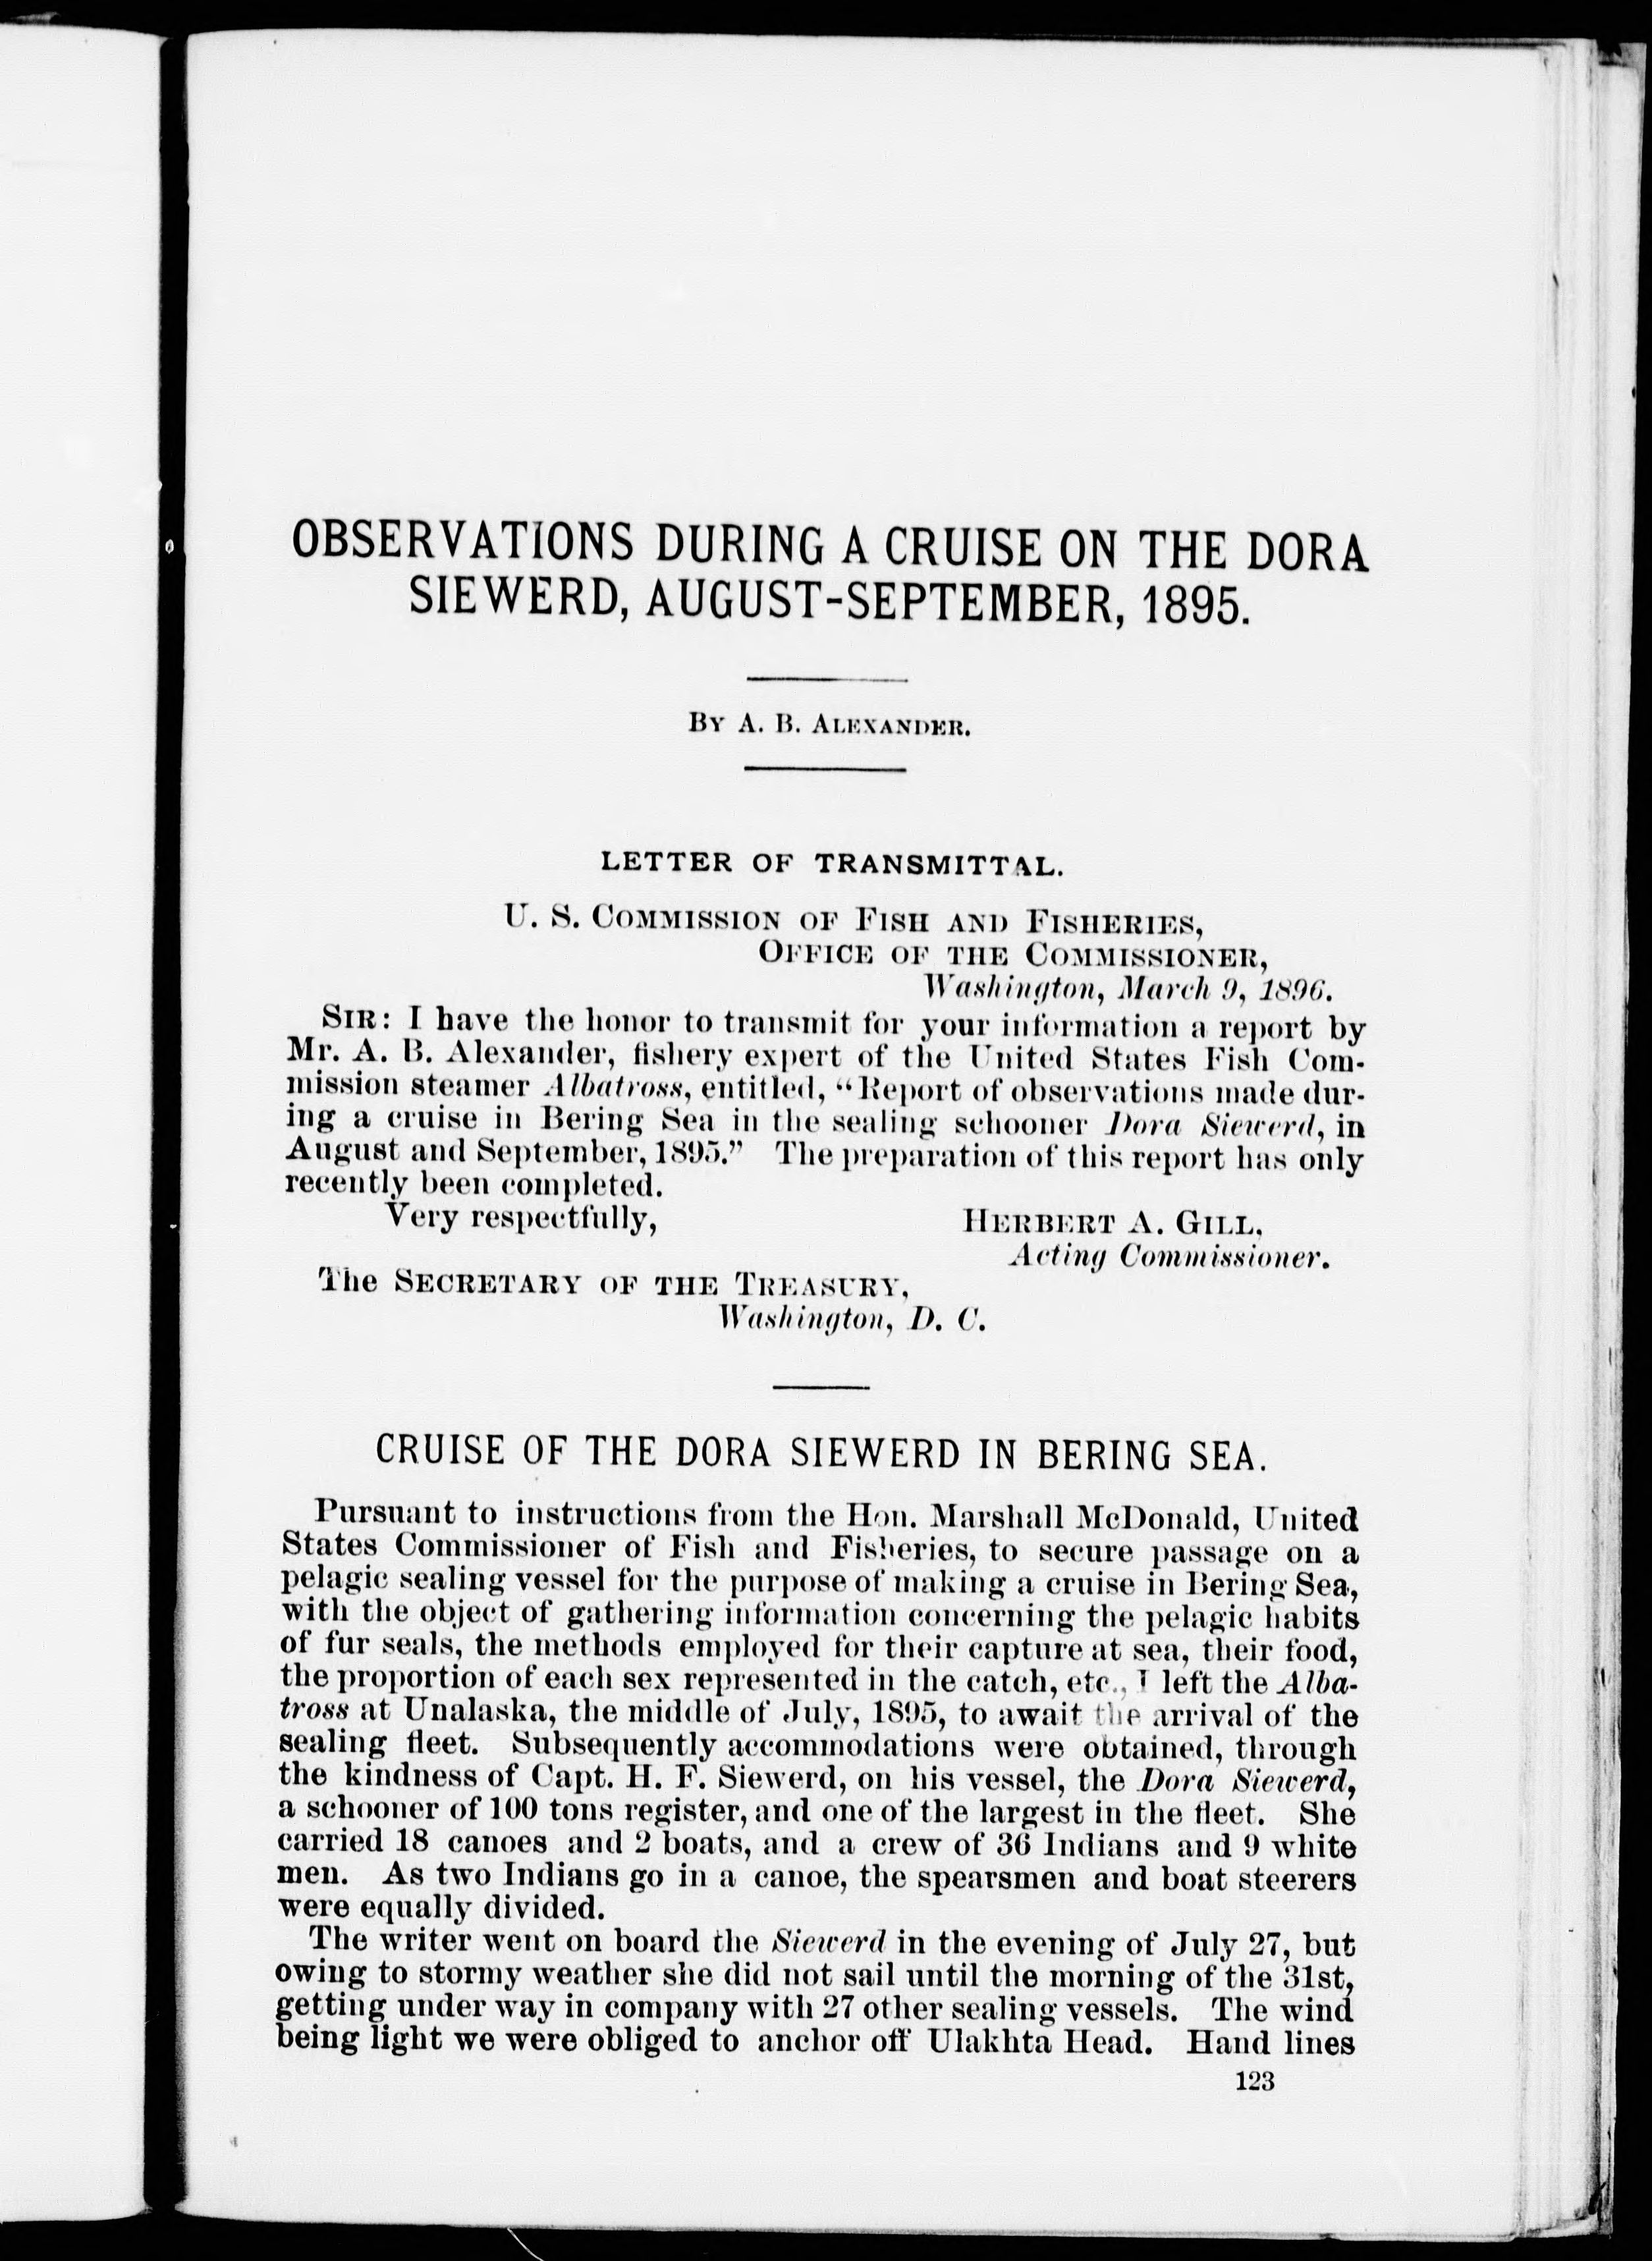 OBSERVATIONS DURING A CRUISE ON THE DORA
SIEWERD, AUGUST-SEPTEMBER, 1895.
By A. B. Alexander.
LETTER OF TRANSMITTAL.
U. S. Commission of Fish and Fisheries,
Office of the Commissioner,
Washington, March 9, 1896.
Sir: I have the honor to transmit for your information a report by
Mr. A. B. Alexander, fishery expert of the United States Fish Com-
mission steamer Albatross, entitled, “Report of observations made dur-
ing a cruise in Bering Sea in the sealing schooner Dora Siewerd, in
August and September, 1895.” The preparation of this report has only
recently been completed.
Very respectfully, Herbert A. Gill,
Acting Commissioner.
The Secretary of the Treasury,
Washington, D. C.
CRUISE OF THE DORA SIEWERD IN BERING SEA.
Pursuant to instructions from the Hon. Marshall McDonald, United
States Commissioner of Fish and Fisheries, to secure passage on a
pelagic sealing vessel for the purpose of making a cruise in Bering Sea,
with the object of gathering information concerning the pelagic habits
of fur seals, the methods employed for their capture at sea, their food,
the proportion of each sex represented in the catch, etc., I left the Alba-
tross at Unalaska, the middle of July, 1895, to await the arrival of the
sealing fleet. Subsequently accommodations were obtained, through
the kindness of Capt. H. F. Siewerd, on his vessel, the Dora Siewerd,
a schooner of 100 tons register, and one of the largest in the fleet. She
carried 18 canoes and 2 boats, and a crew of 36 Indians and 9 white
men. As two Indians go in a canoe, the spearsmen and boat steerers
were equally divided.
The writer went on board the Siewerd in the evening of July 27, but
owing to stormy weather she did not sail until the morning of the 31st,
getting under way in company with 27 other sealing vessels. The wind
being light we were obliged to anchor off Ulakhta Head. Hand lines
123